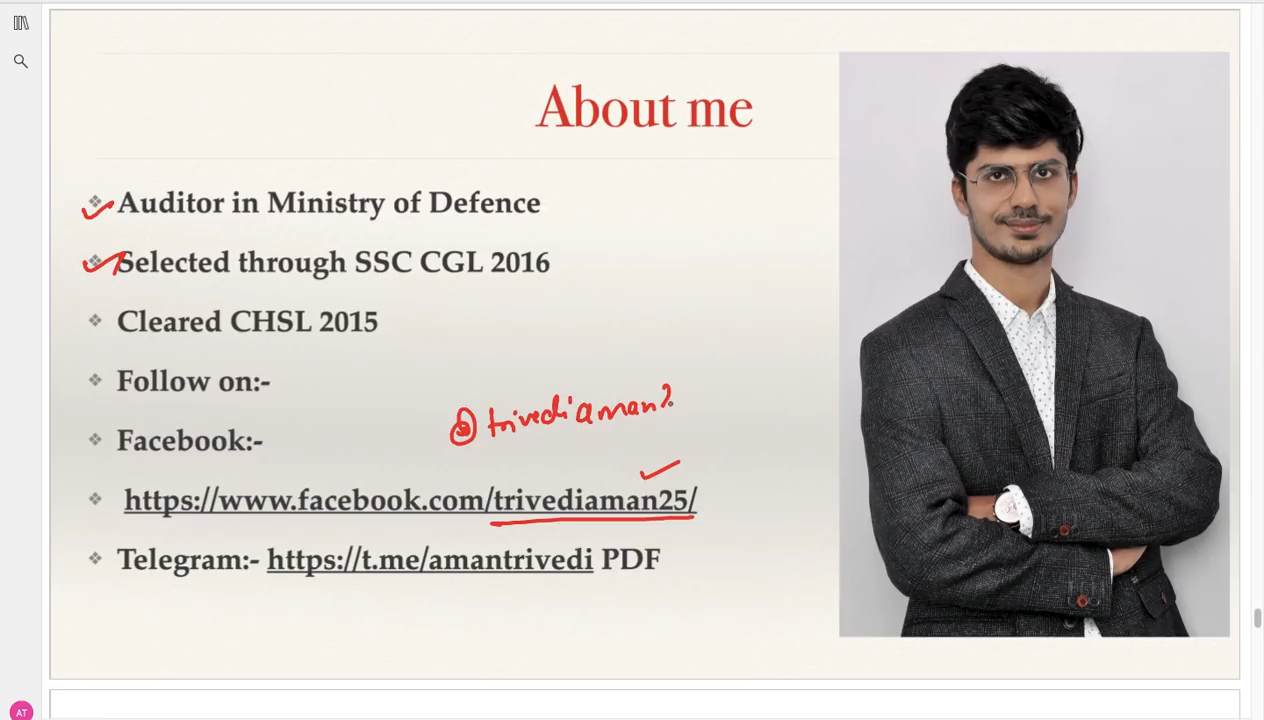 About me
Auditor in Ministry of Defence
Selected through SSC CGL 2016
Cleared CHSL 2015
Follow on:-
@trivediaman2
Facebook:-
https://www.facebook.com/trivediaman25/
Telegram:- https://t.me/amantrivedi PDF
AT